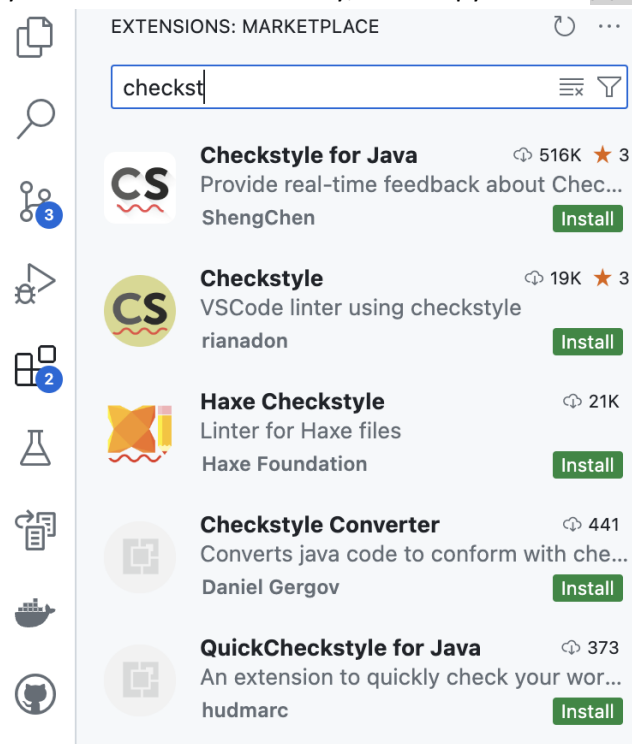 EXTENSIONS: MARKETPLACE
checkst
CS
Checkstyle for Java 516K ★ 3
Provide real-time feedback about Chec...
ShengChen Install
3
CS
Checkstyle 19K ★ 3
VSCode linter using checkstyle
rianadon Install
2
Haxe Checkstyle 21K
Linter for Haxe files
Haxe Foundation Install
Checkstyle Converter 441
Converts java code to conform with che...
Daniel Gergov Install
QuickCheckstyle for Java 373
An extension to quickly check your wor...
hudmarc Install